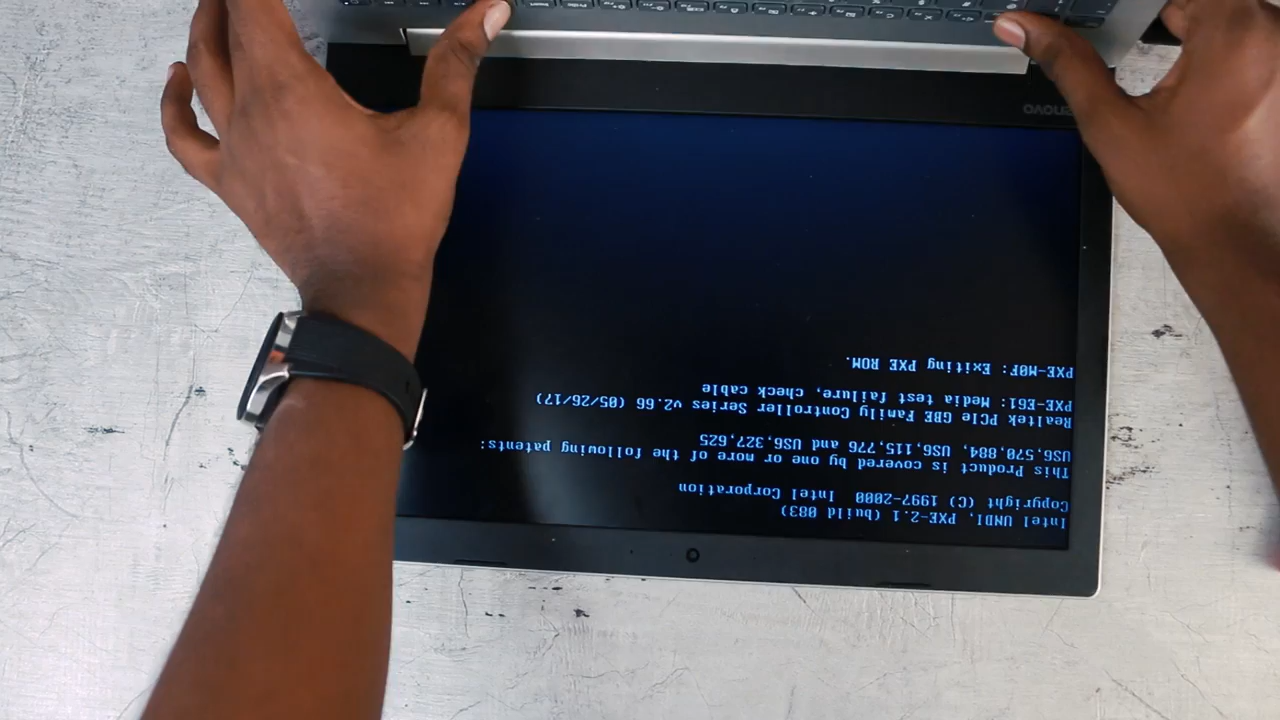 Intel UNDI, PXE-2.1 (build 083)
Copyright (C) 1997-2000  Intel Corporation
This Product is covered by one or more of the following patents:
US6,570,884, US6,115,776 and US6,327,625
Realtek PCIe GBE Family Controller Series v2.66 (05/26/17)
PXE-E61: Media test failure, check cable
PXE-M0F: Exiting PXE ROM.
LENOVO